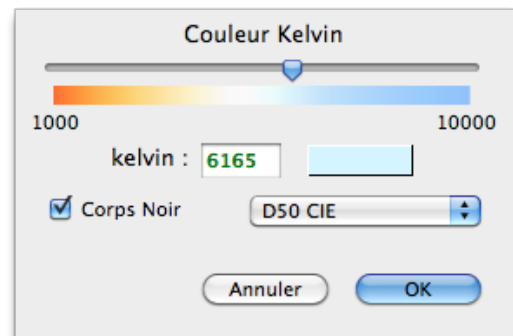 Couleur Kelvin
1000 10000
kelvin : 6165
Corps Noir D50 CIE
Annuler OK